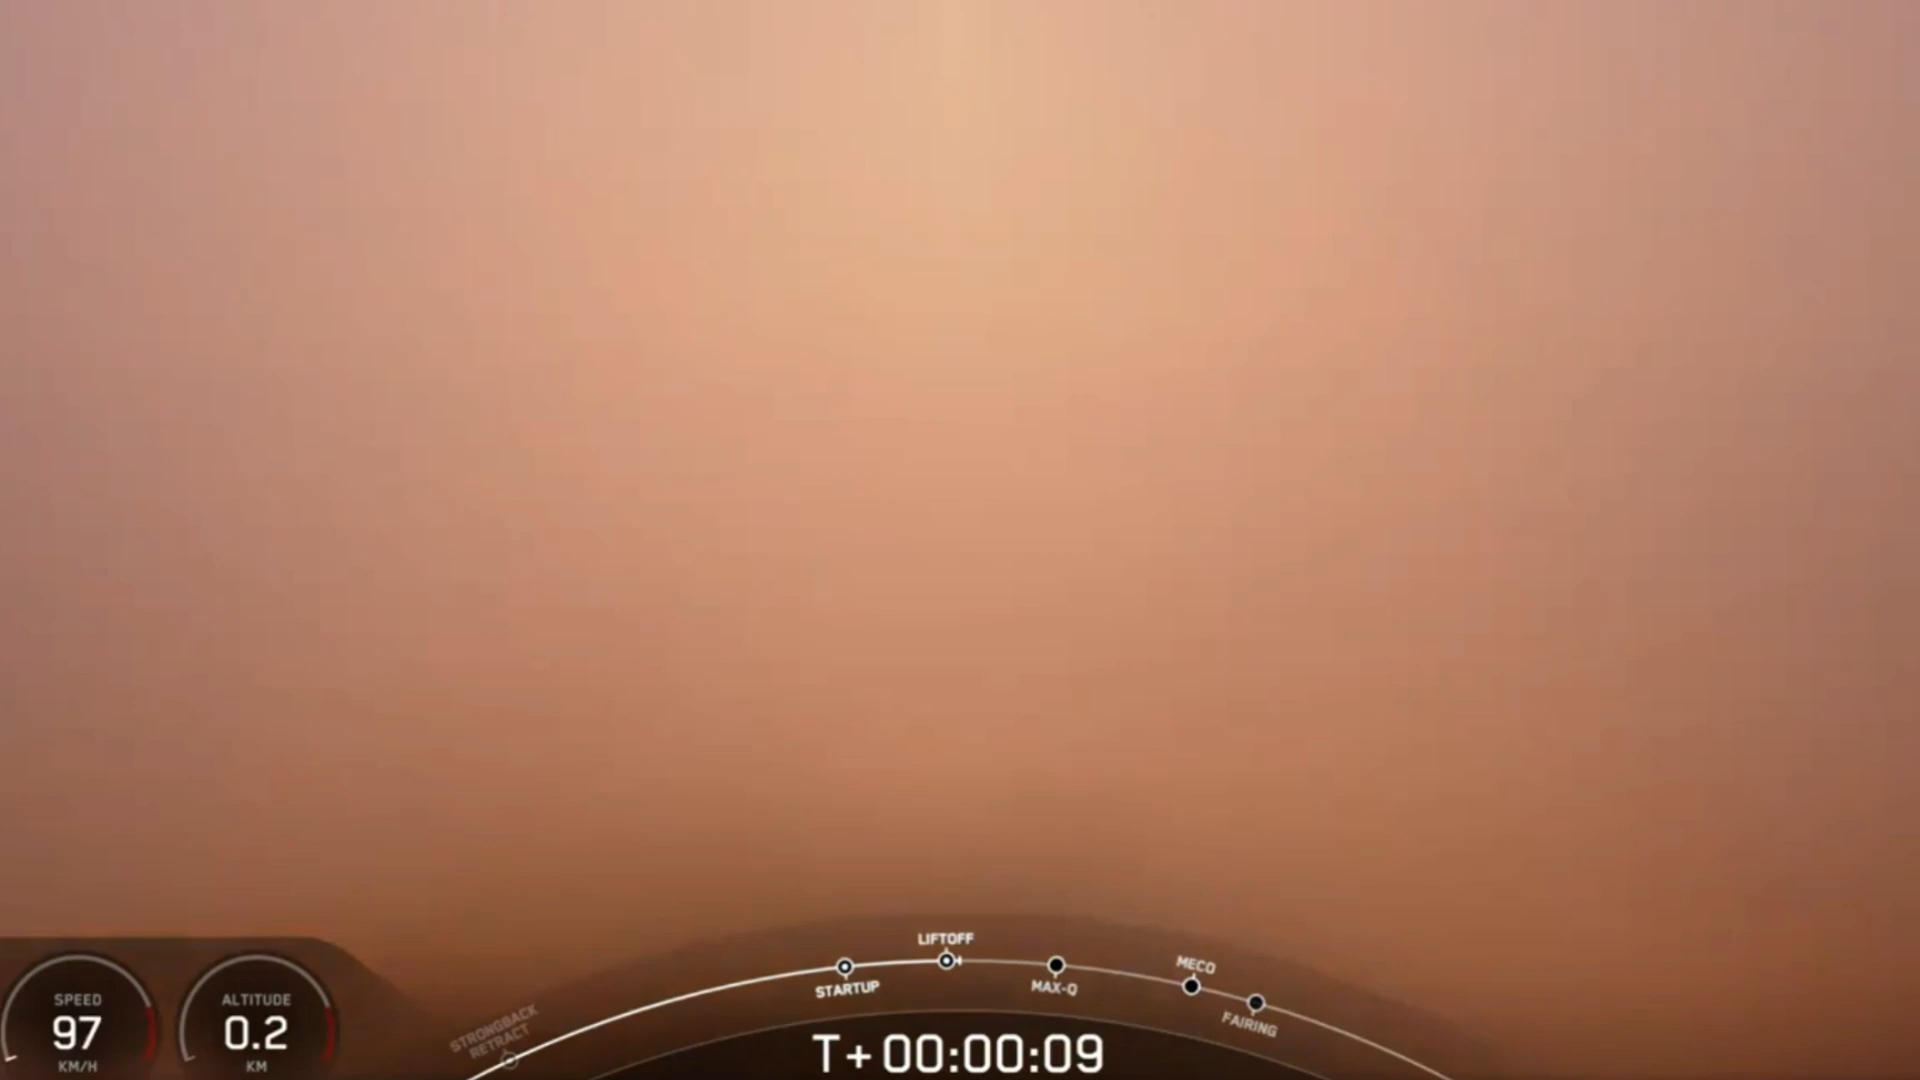 LIFTOFF
MECO
STARTUP
MAX-Q
FAIRING
STRONGBACK
RETRACT
SPEED
97
KM/H
ALTITUDE
0.2
KM
T+00:00:09